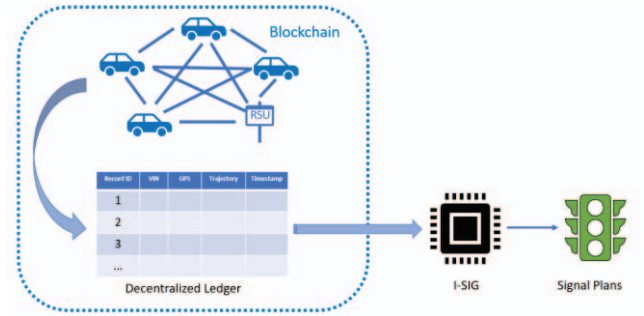 Blockchain
RSU
Record ID VIN GPS Trajectory Timestamp
1
2
3
...
Decentralized Ledger
I-SIG
Signal Plans